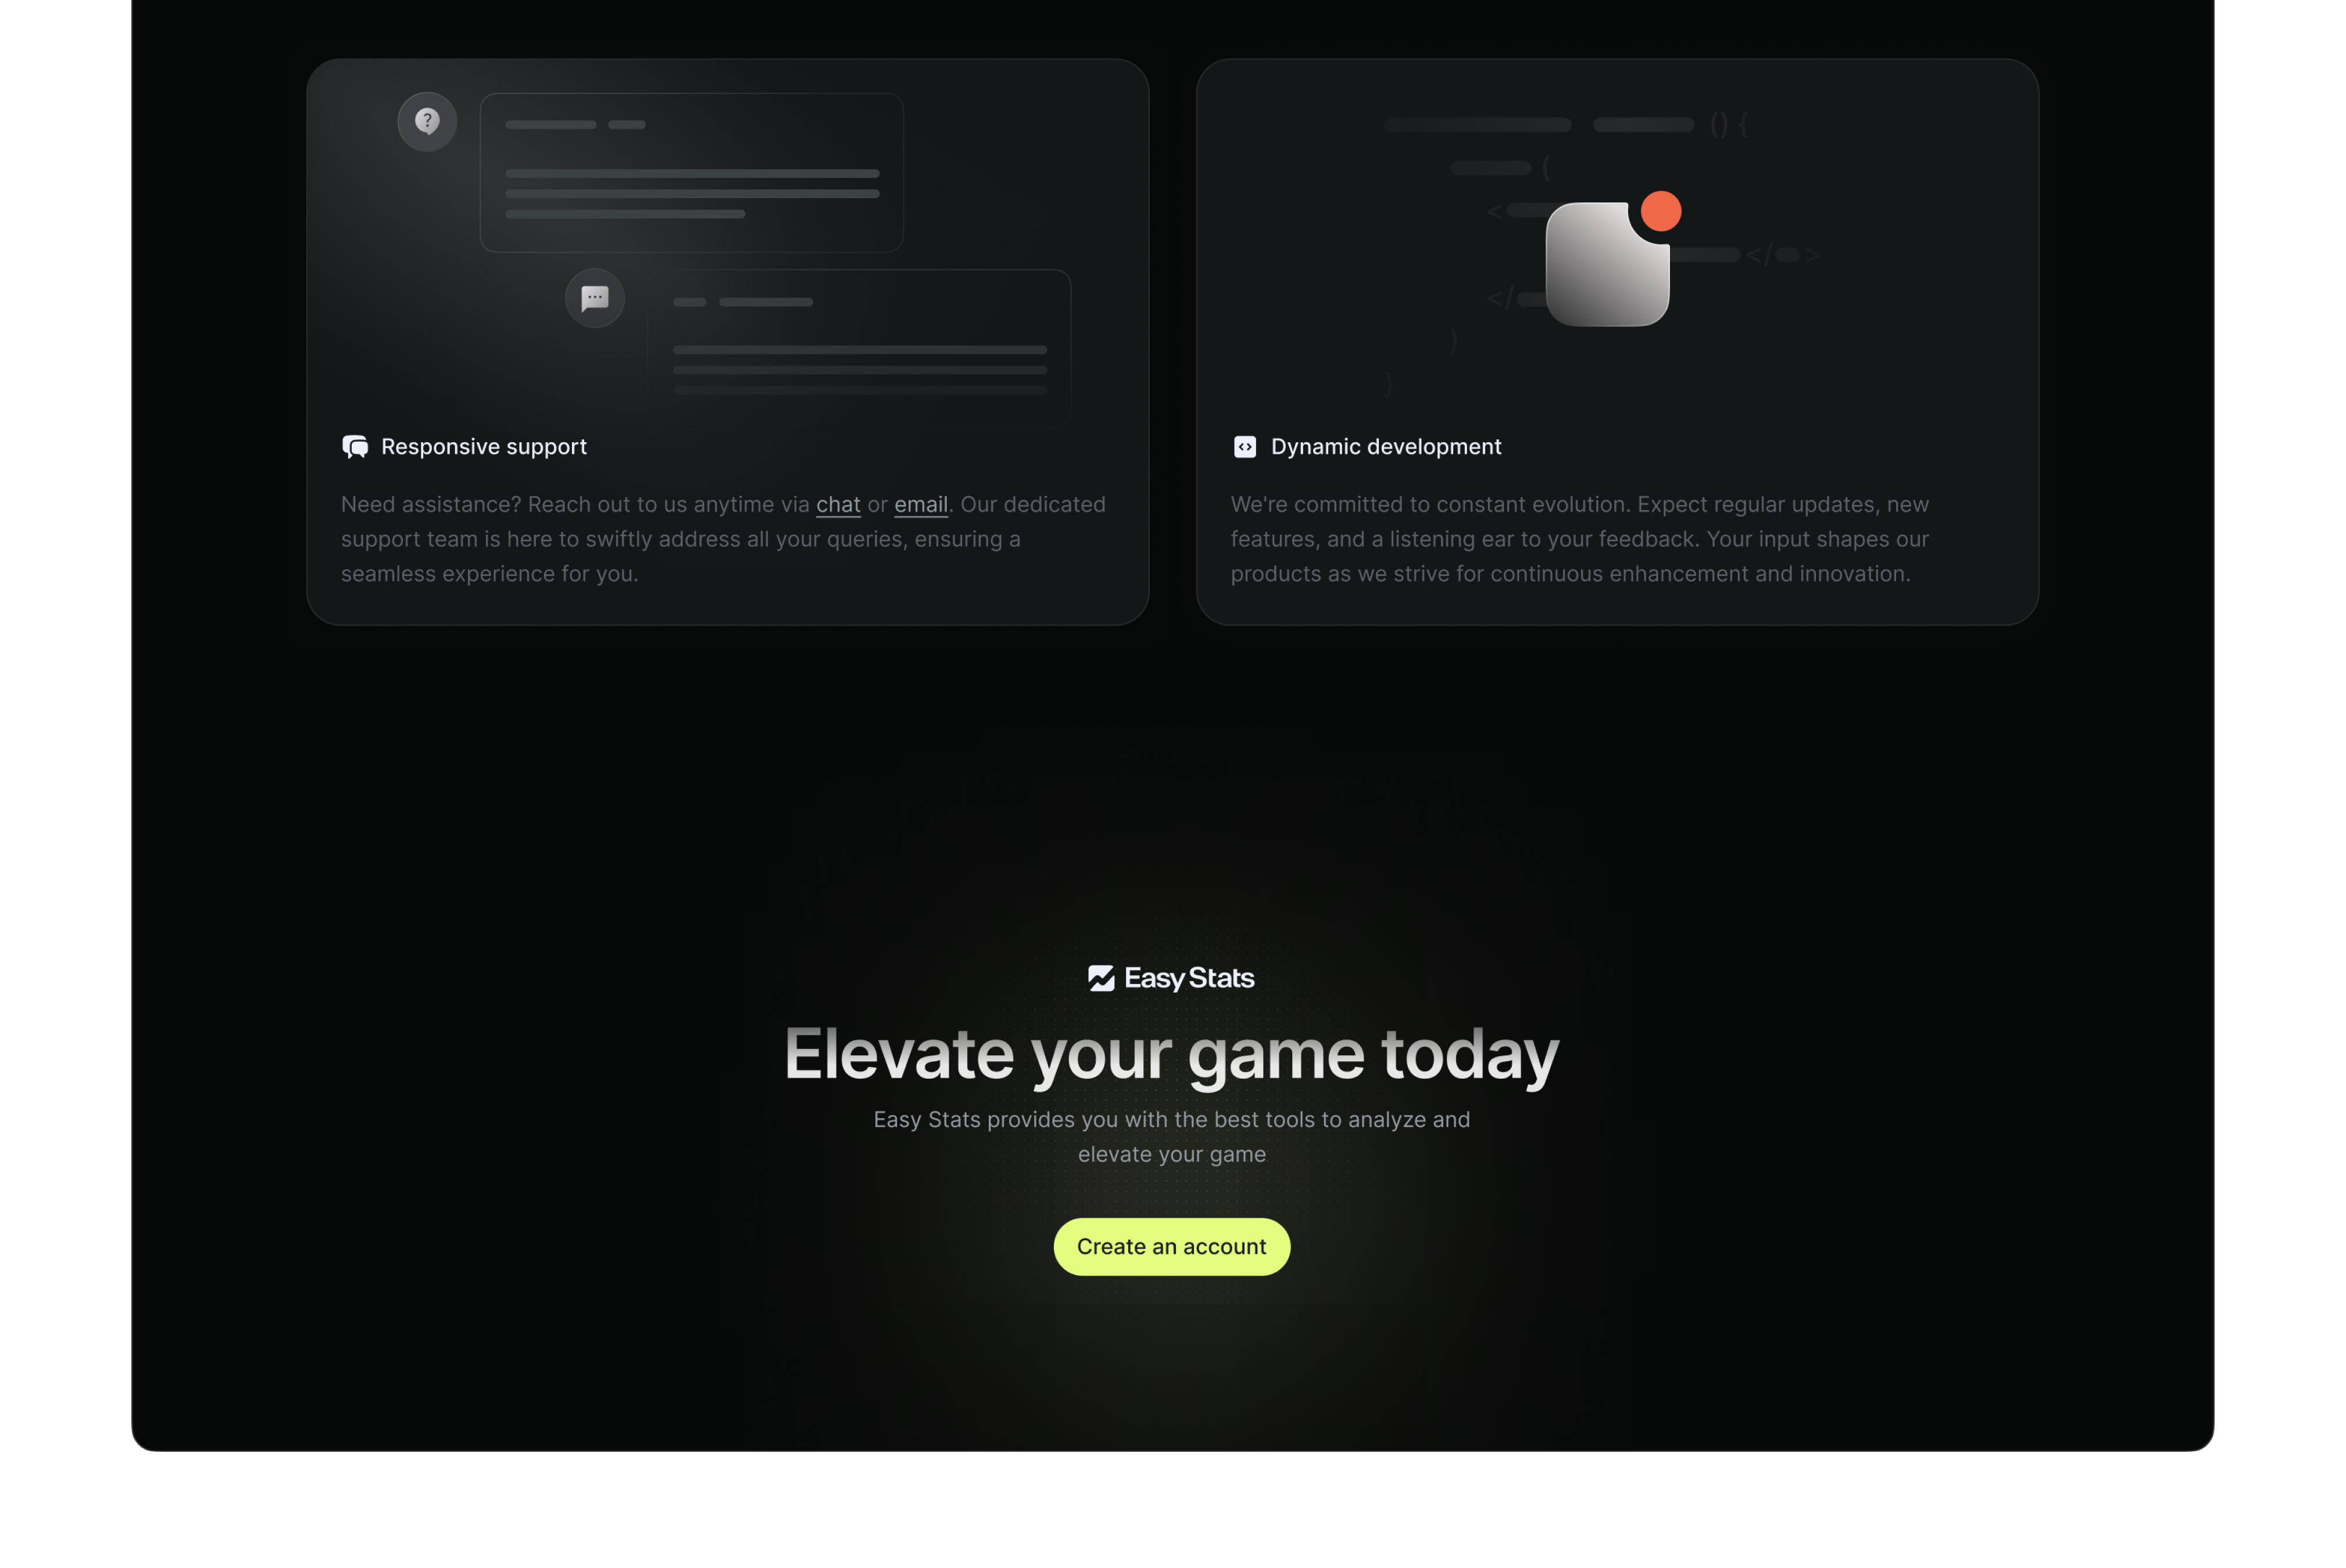 () {
(
<
</ >
</
)
}
Responsive support
Need assistance? Reach out to us anytime via chat or email. Our dedicated
support team is here to swiftly address all your queries, ensuring a
seamless experience for you.
Dynamic development
We're committed to constant evolution. Expect regular updates, new
features, and a listening ear to your feedback. Your input shapes our
products as we strive for continuous enhancement and innovation.
Easy Stats
Elevate your game today
Easy Stats provides you with the best tools to analyze and
elevate your game
Create an account